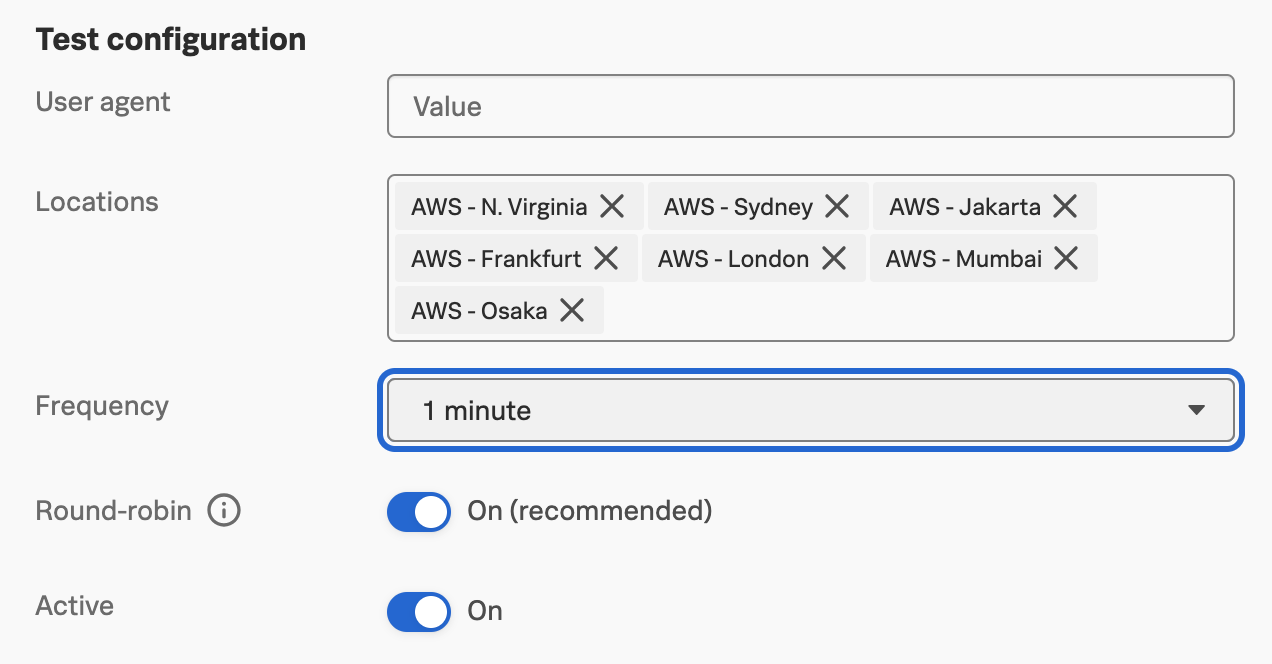 Test configuration
User agent
Value
Locations
AWS - N. Virginia
AWS - Sydney
AWS - Jakarta
AWS - Frankfurt
AWS - London
AWS - Mumbai
AWS - Osaka
Frequency
1 minute
Round-robin
On (recommended)
Active
On